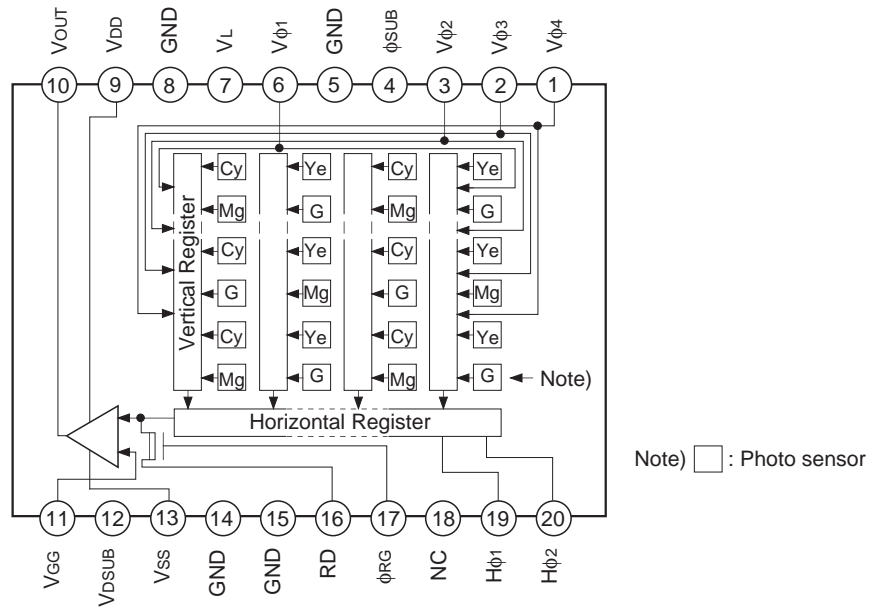 VOUT VDD GND VL Vϕ1 GND ϕSUB Vϕ2 Vϕ3 Vϕ4
10 9 8 7 6 5 4 3 2 1
Cy Ye Cy Ye
Mg G Mg G
Cy Ye Cy Ye
G Mg G Mg
Cy Ye Cy Ye
Mg G Mg G
Vertical Register
Note)
Horizontal Register
Note) : Photo sensor
11 12 13 14 15 16 17 18 19 20
VGG VDSUB VSS GND GND RD ϕRG NC Hϕ1 Hϕ2